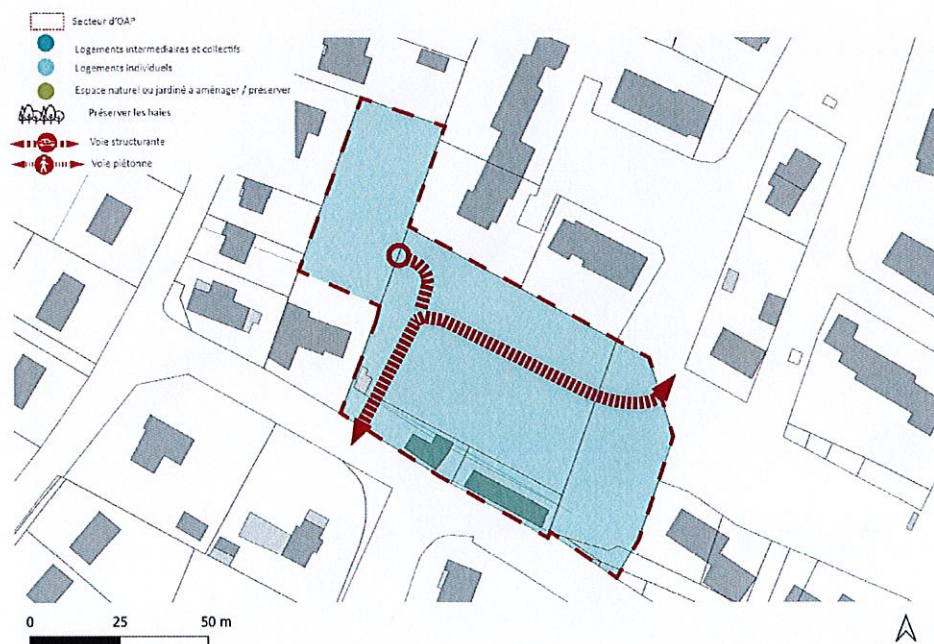 Secteur d'OAP
Logements intermédiaires et collectifs
Logements individuels
Espace naturel ou jardiné à aménager / préserver
Préserver les haies
Voie structurante
Voie piétonne
0 25 50 m